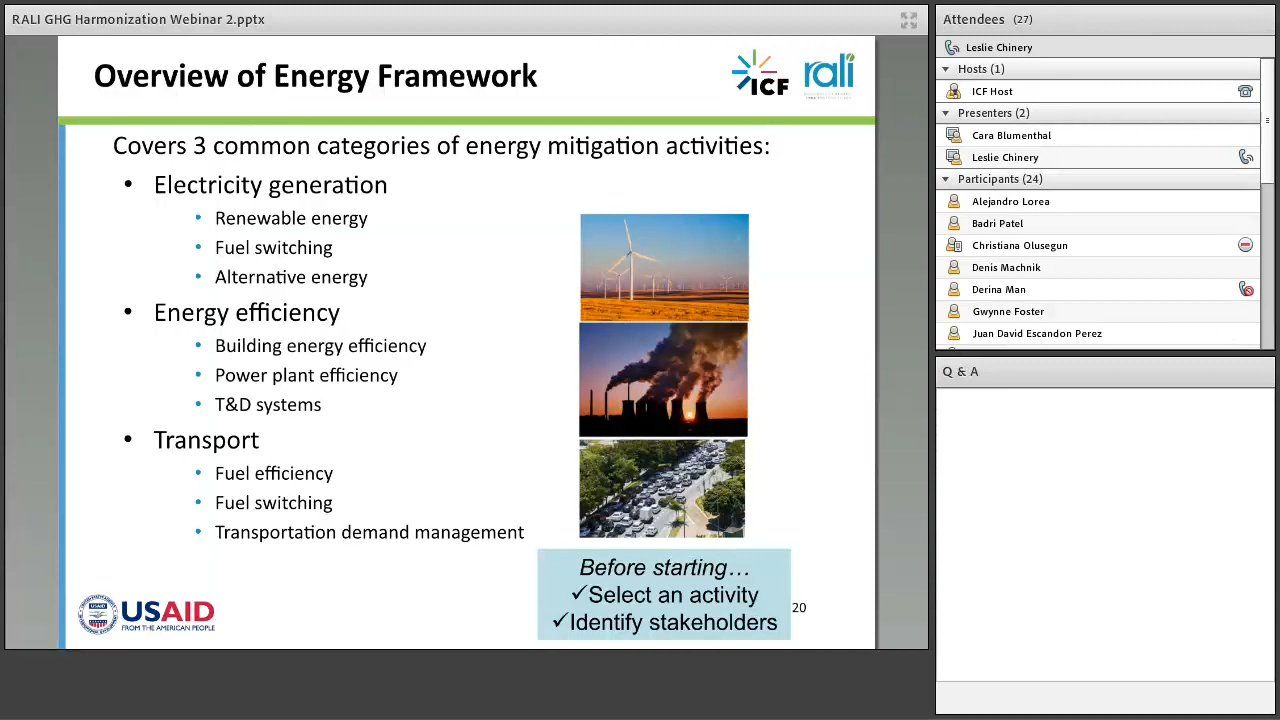 RALI GHG Harmonization Webinar 2.pptx
Overview of Energy Framework
ICF
rali
Covers 3 common categories of energy mitigation activities:
• Electricity generation
• Renewable energy
• Fuel switching
• Alternative energy
• Energy efficiency
• Building energy efficiency
• Power plant efficiency
• T&D systems
• Transport
• Fuel efficiency
• Fuel switching
• Transportation demand management
Before starting…
✓Select an activity
✓Identify stakeholders
20
USAID
FROM THE AMERICAN PEOPLE
Attendees (27)
Leslie Chinery
Hosts (1)
ICF Host
Presenters (2)
Cara Blumenthal
Leslie Chinery
Participants (24)
Alejandro Lorea
Badri Patel
Christiana Olusegun
Denis Machnik
Derina Man
Gwynne Foster
Juan David Escandon Perez
Q & A